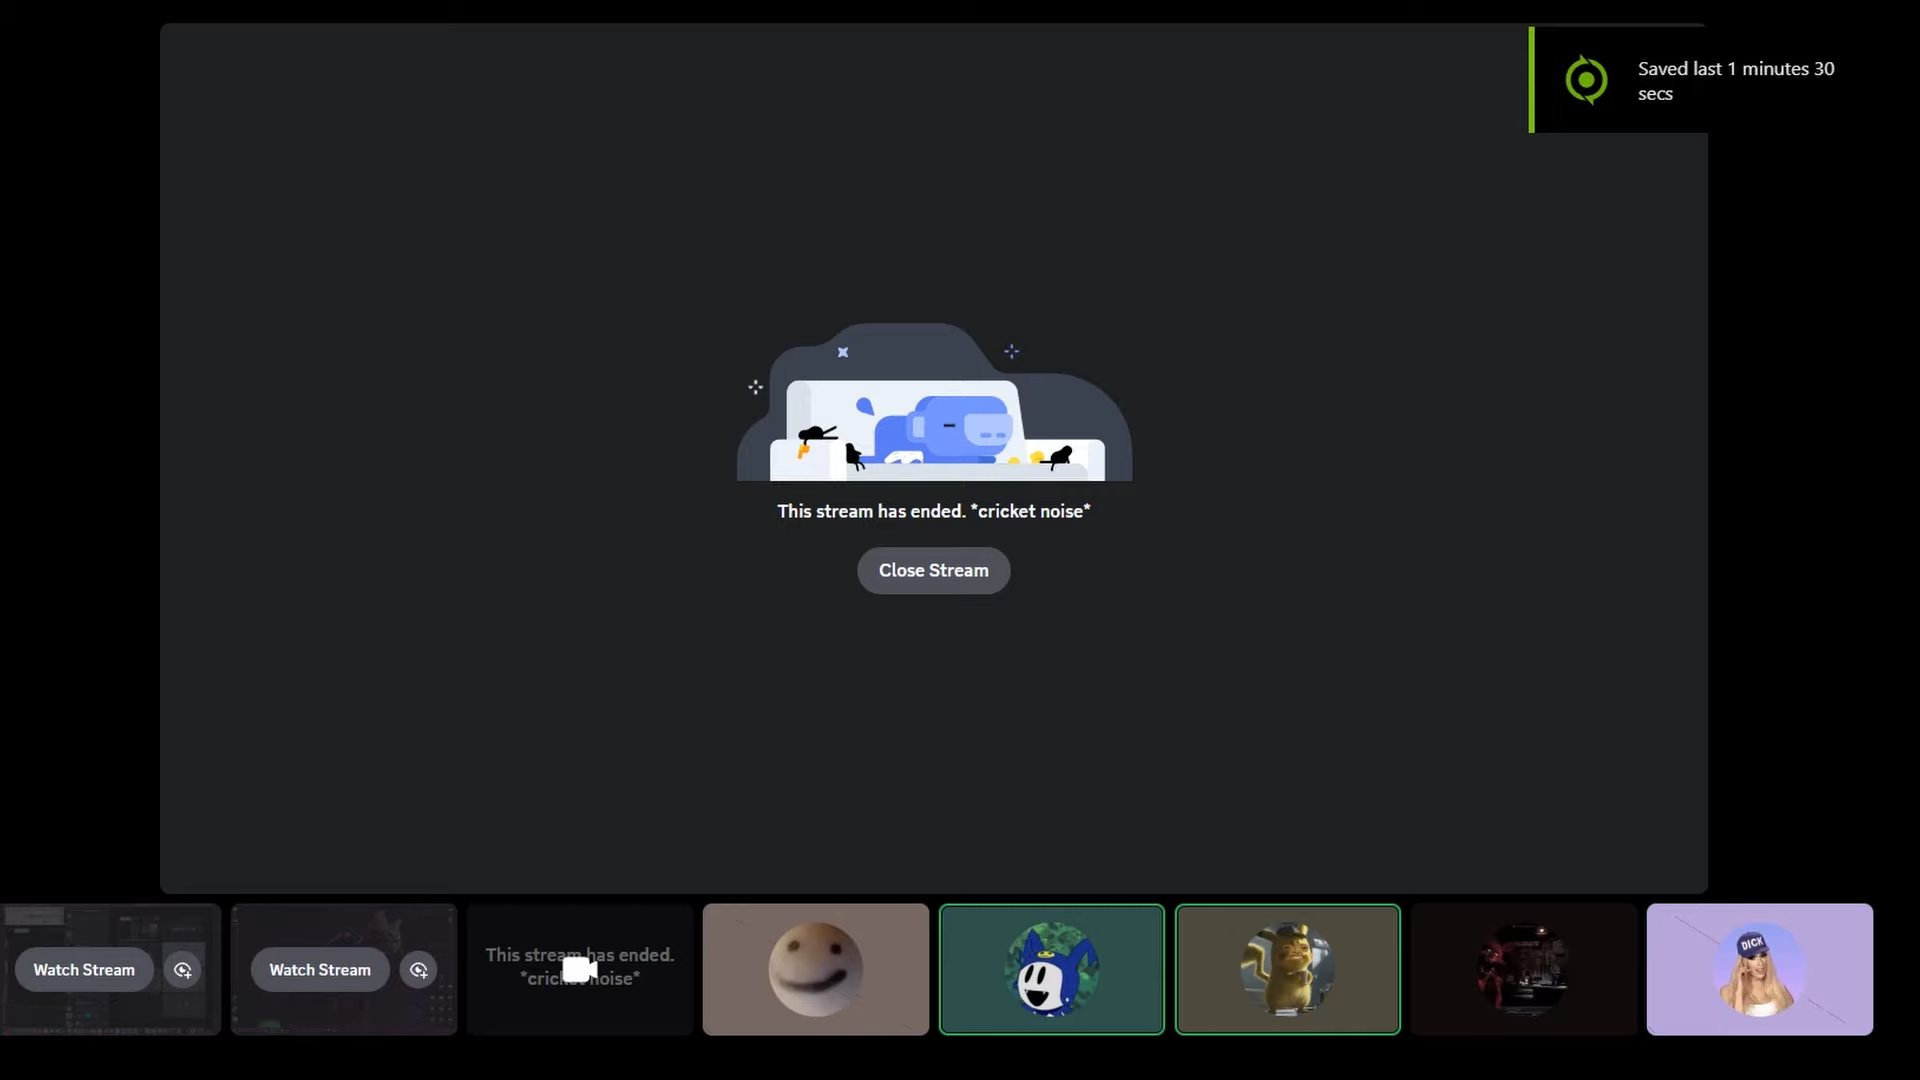 Saved last 1 minutes 30
secs
This stream has ended. *cricket noise*
Close Stream
Watch Stream
Watch Stream
This stream has ended.
*cricket noise*
DICK